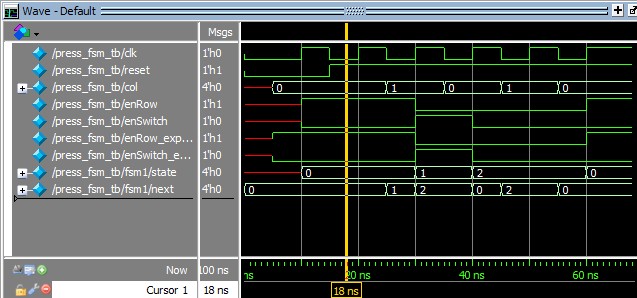 Wave - Default
Msgs
/press_fsm_tb/clk 1'h0
/press_fsm_tb/reset 1'h1
/press_fsm_tb/col 4'h0 0 1 0 1 0
/press_fsm_tb/enRow 1'h1
/press_fsm_tb/enSwitch 1'h0
/press_fsm_tb/enRow_exp... 1'h1
/press_fsm_tb/enSwitch_e... 1'h0
/press_fsm_tb/fsm1/state 4'h0 0 1 2 0
/press_fsm_tb/fsm1/next 4'h0 0 1 2 0 2 0
Now 100 ns ns 20 ns 40 ns 60 ns
Cursor 1 18 ns 18 ns